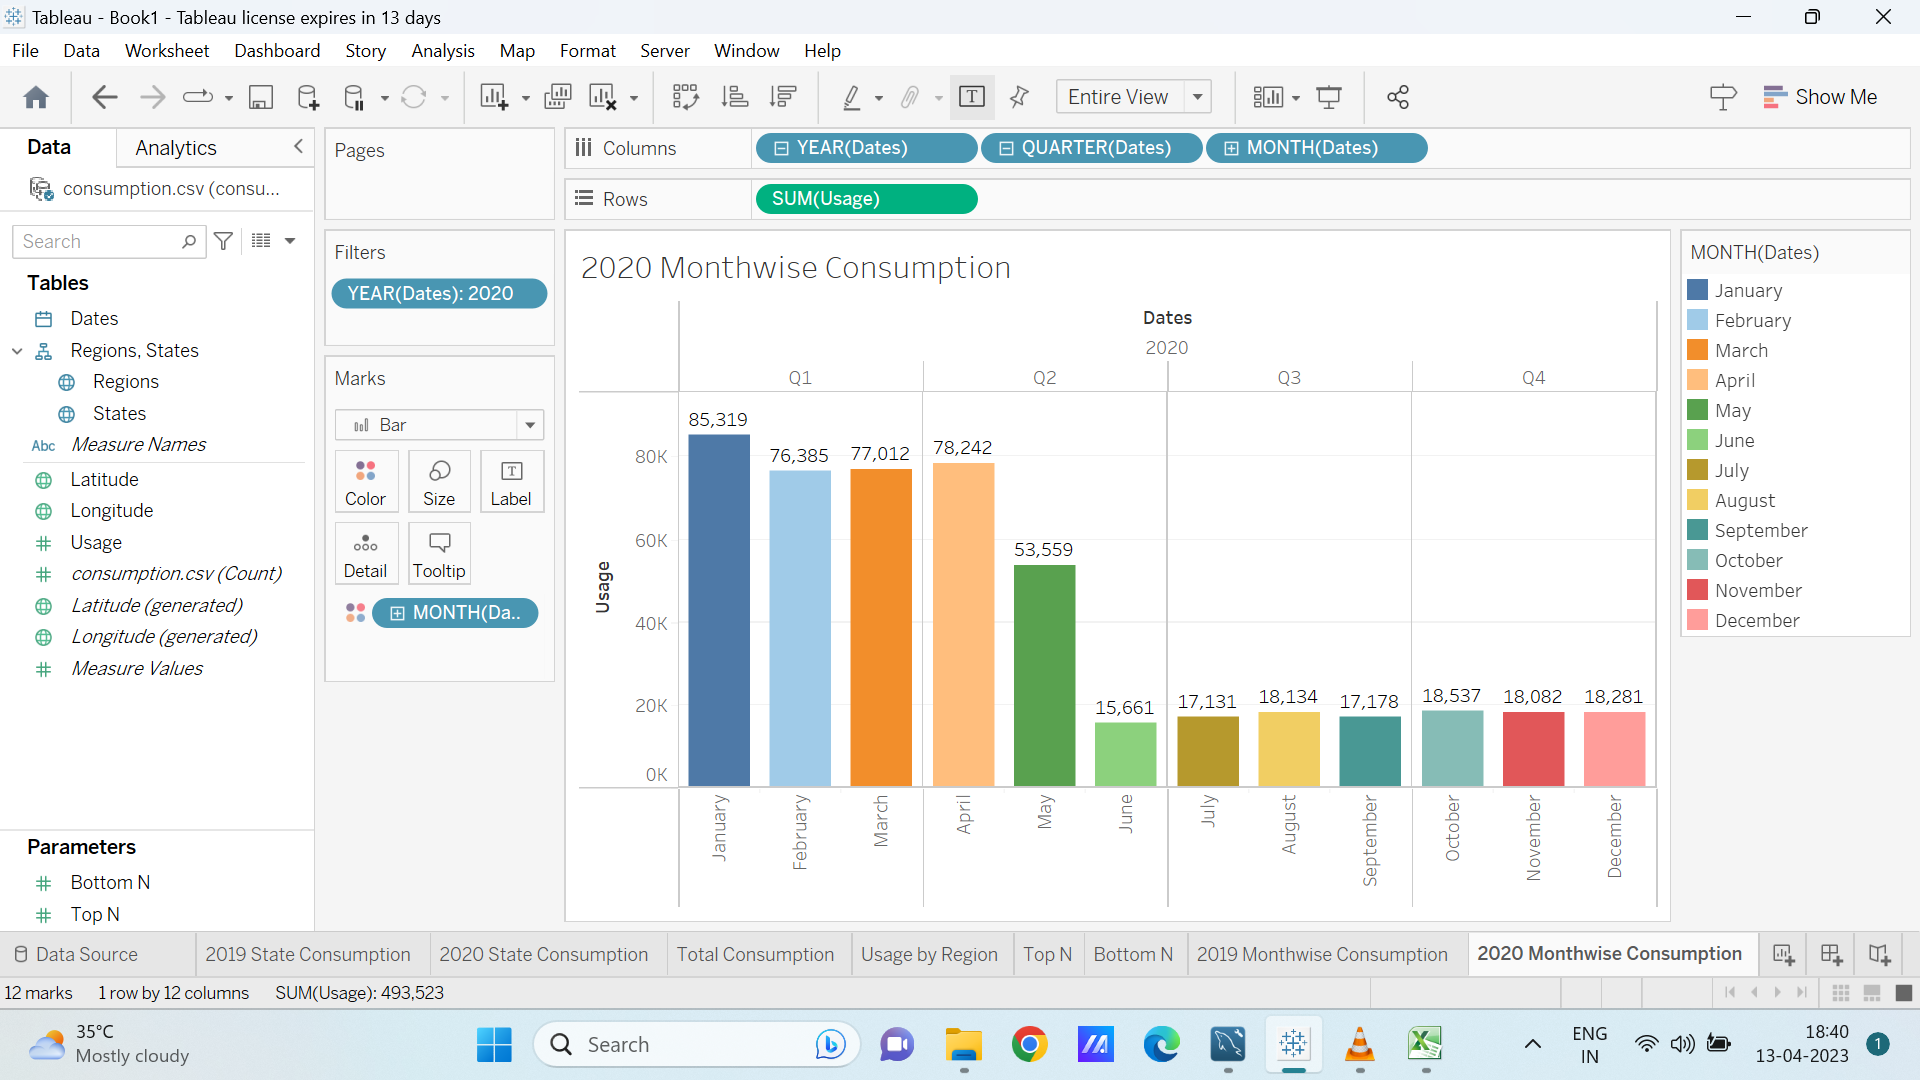 Tableau - Book1 - Tableau license expires in 13 days
File Data Worksheet Dashboard Story Analysis Map Format Server Window Help
Entire View
Show Me
Data
Analytics
consumption.csv (consu...
Search
Tables
Dates
Regions, States
Regions
States
Abc Measure Names
Latitude
Longitude
Usage
consumption.csv (Count)
Latitude (generated)
Longitude (generated)
Measure Values
Parameters
Bottom N
Top N
Pages
Filters
YEAR(Dates): 2020
Marks
Bar
Color Size Label
Detail Tooltip
MONTH(Da..
Columns YEAR(Dates) QUARTER(Dates) MONTH(Dates)
Rows SUM(Usage)
2020 Monthwise Consumption
Dates
2020
Q1 Q2 Q3 Q4
Usage
80K
60K
40K
20K
0K
85,319 76,385 77,012 78,242 53,559 15,661 17,131 18,134 17,178 18,537 18,082 18,281
January February March April May June July August September October November December
MONTH(Dates)
January
February
March
April
May
June
July
August
September
October
November
December
Data Source 2019 State Consumption 2020 State Consumption Total Consumption Usage by Region Top N Bottom N 2019 Monthwise Consumption 2020 Monthwise Consumption
12 marks 1 row by 12 columns SUM(Usage): 493,523
35°C
Mostly cloudy
Search
ENG
IN
18:40
13-04-2023
1